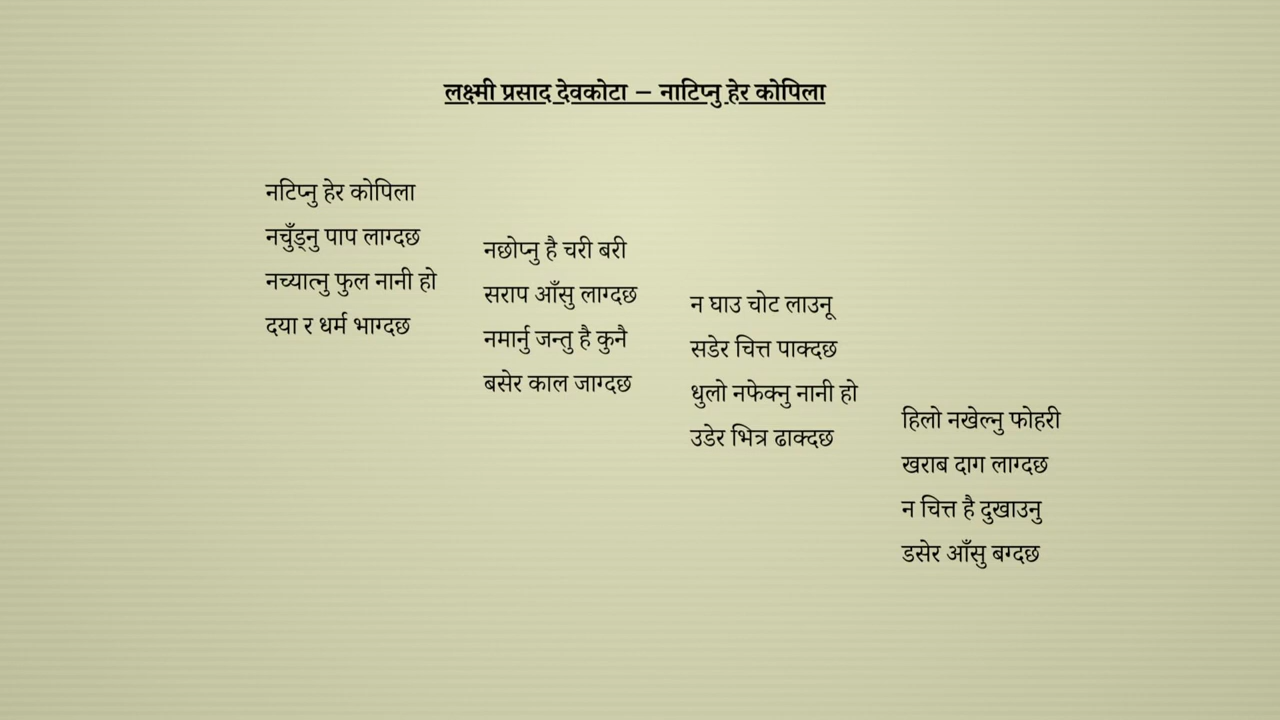 लक्ष्मी प्रसाद देवकोटा – नाटिप्नु हेर कोपिला
नटिप्नु हेर कोपिला
नचुँड्नु पाप लाग्दछ
नच्यात्नु फुल नानी हो
दया र धर्म भाग्दछ
नछोप्नु है चरी बरी
सराप आँसु लाग्दछ
नमार्नु जन्तु है कुनै
बसेर काल जाग्दछ
न घाउ चोट लाउनू
सडेर चित्त पाक्दछ
धुलो नफेक्नु नानी हो
उडेर भित्र ढाक्दछ
हिलो नखेल्नु फोहरी
खराब दाग लाग्दछ
न चित्त है दुखाउनु
डसेर आँसु बग्दछ